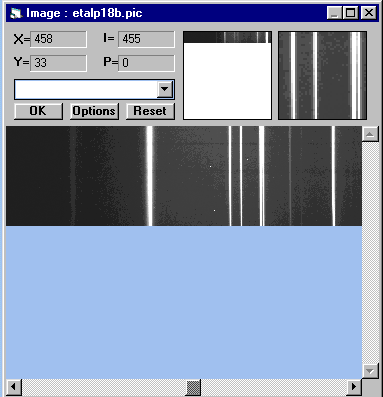 Image : etalp18b.pic
X= 458 I= 455
Y= 33 P= 0
OK Options Reset